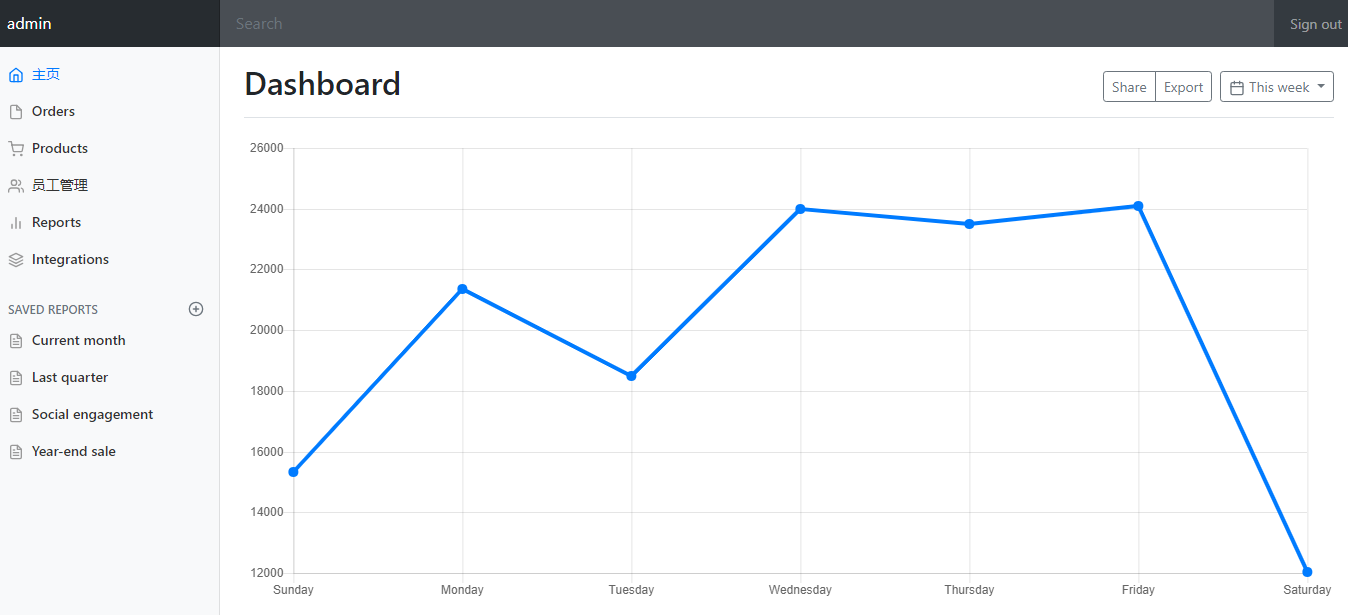 admin
Search
Sign out
主页
Orders
Products
员工管理
Reports
Integrations
SAVED REPORTS
Current month
Last quarter
Social engagement
Year-end sale
Dashboard
Share
Export
This week
26000
24000
22000
20000
18000
16000
14000
12000
Sunday
Monday
Tuesday
Wednesday
Thursday
Friday
Saturday